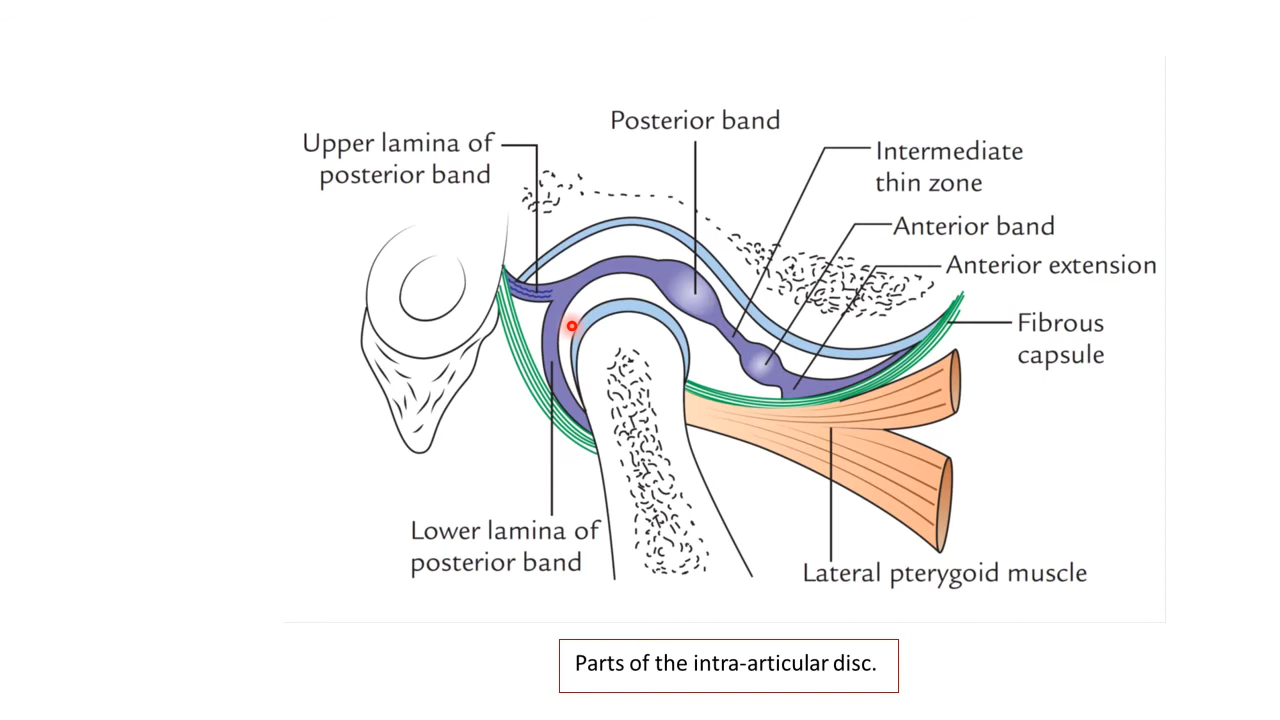 Posterior band
Upper lamina of
posterior band
Intermediate
thin zone
Anterior band
Anterior extension
Fibrous
capsule
Lower lamina of
posterior band
Lateral pterygoid muscle
Parts of the intra-articular disc.